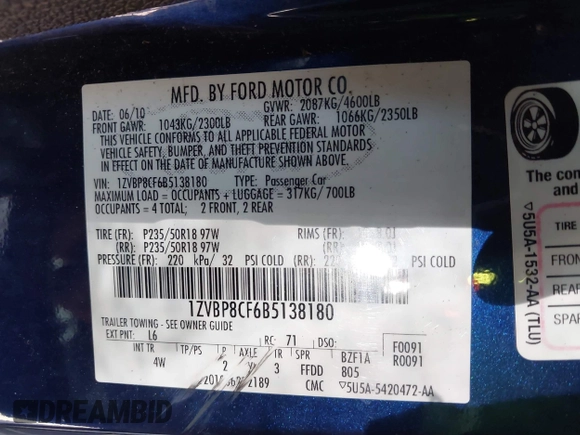 MFD. BY FORD MOTOR CO.
DATE: 06/10 GVWR: 2087KG/4600LB
FRONT GAWR: 1043KG/2300LB REAR GAWR: 1066KG/2350LB
THIS VEHICLE CONFORMS TO ALL APPLICABLE FEDERAL MOTOR
VEHICLE SAFETY, BUMPER, AND THEFT PREVENTION STANDARDS
IN EFFECT ON THE DATE OF MANUFACTURE SHOWN ABOVE.
VIN: 1ZVBP8CF6B5138180 TYPE: Passenger Car
MAXIMUM LOAD = OCCUPANTS + LUGGAGE = 317KG/700LB
OCCUPANTS = 4 TOTAL; 2 FRONT, 2 REAR
TIRE (FR): P235/50R18 97W RIMS (FR):
(RR): P235/50R18 97W (RR):
PRESSURE (FR): 220 kPa/ 32 PSI COLD (RR): PSI COLD
1ZVBP8CF6B5138180
TRAILER TOWING - SEE OWNER GUIDE
EXT PNT: L6 RC: 71 DSO: F0091
R0091
INT TR TP/PS R AXLE TR SPR BZF1A
4W 2 3 FFDD 805
CMC ▽5U5A-5420472-AA
The con
TIRE
FRO
REAR
SPAR
▽5U5A-1532-AA (TLU)
DREAMBID